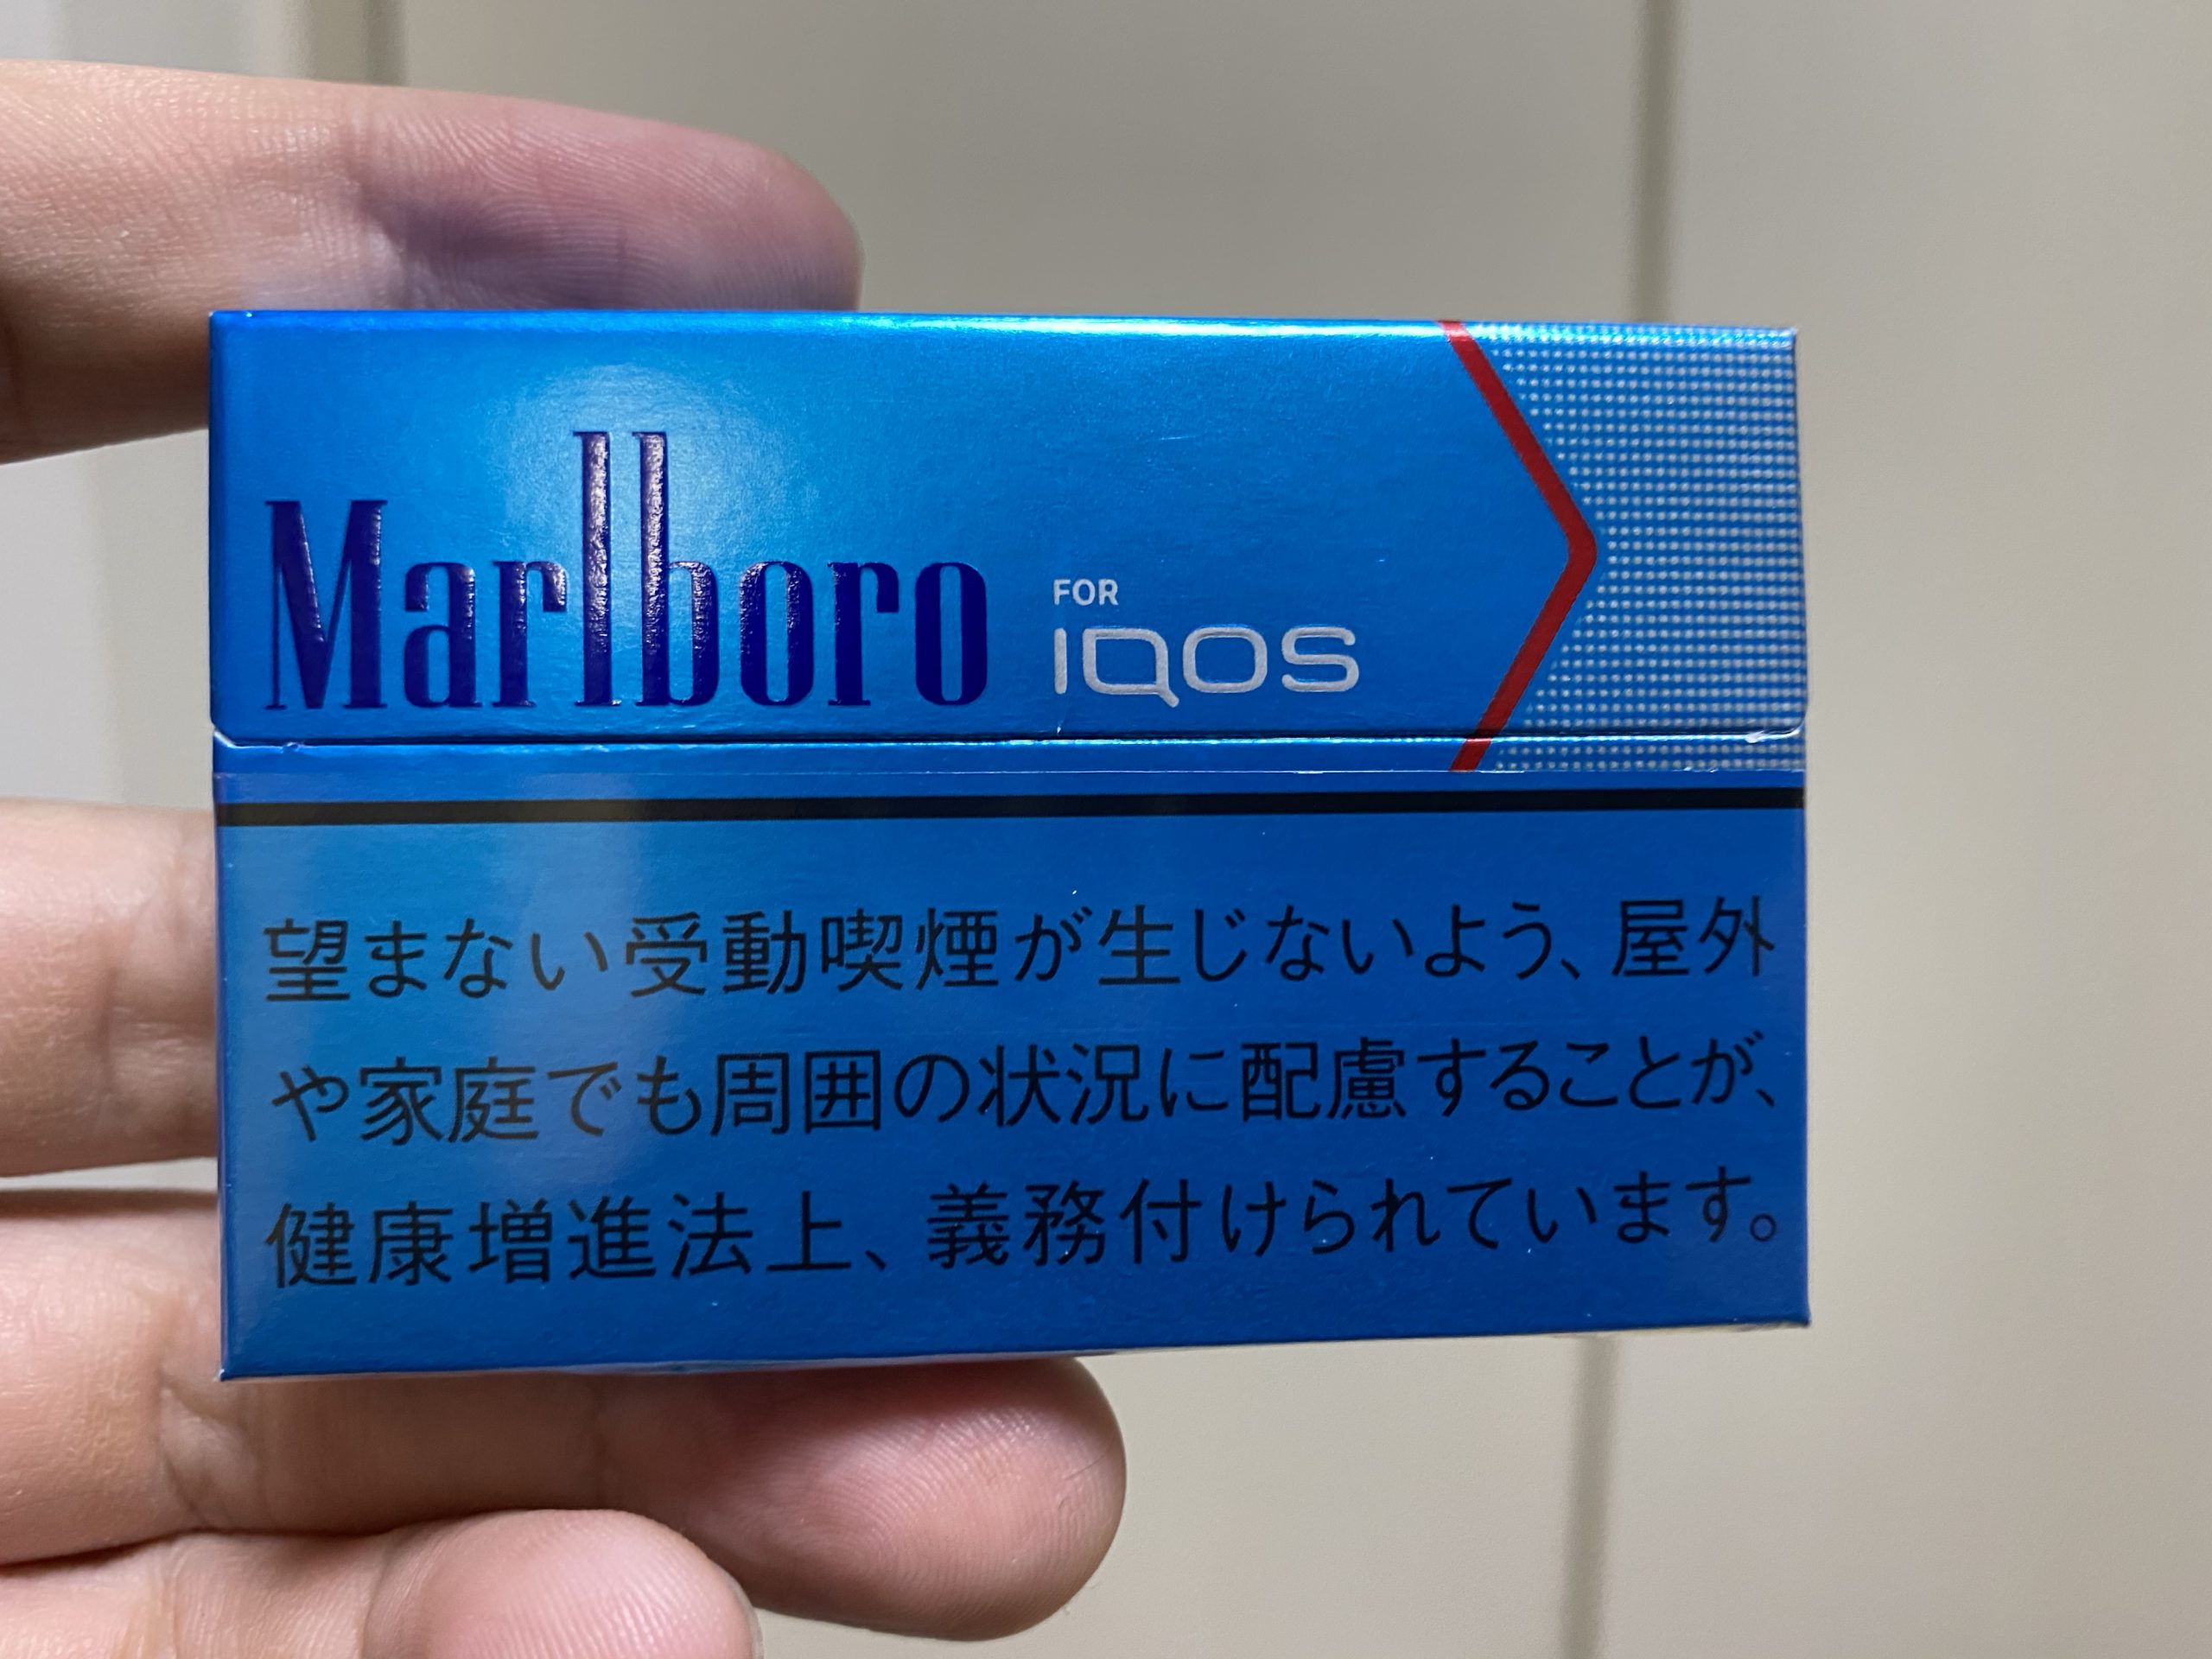 Marlboro FOR IQOS
望まない受動喫煙が生じないよう、屋外
や家庭でも周囲の状況に配慮することが、
健康増進法上、義務付けられています。